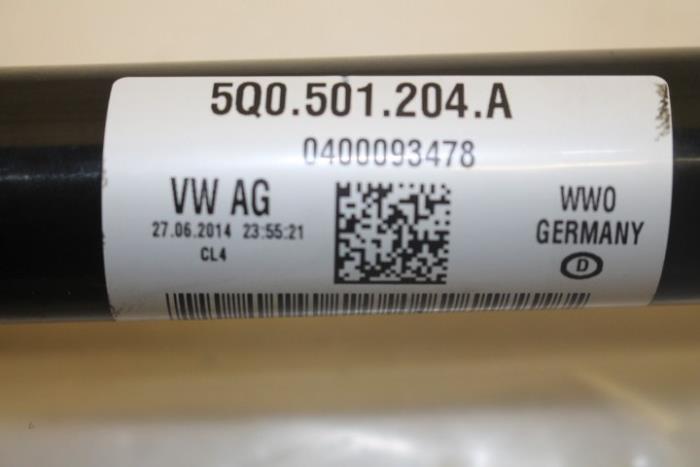 5Q0.501.204.A
0400093478
VW AG
27.06.2014 23:55:21
CL4
WWO
GERMANY
D